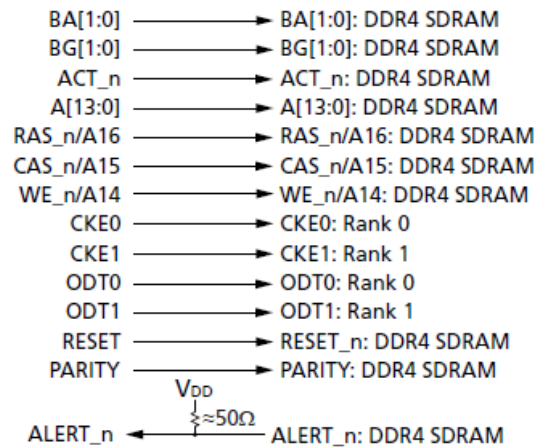 BA[1:0] BA[1:0]: DDR4 SDRAM
BG[1:0] BG[1:0]: DDR4 SDRAM
ACT_n ACT_n: DDR4 SDRAM
A[13:0] A[13:0]: DDR4 SDRAM
RAS_n/A16 RAS_n/A16: DDR4 SDRAM
CAS_n/A15 CAS_n/A15: DDR4 SDRAM
WE_n/A14 WE_n/A14: DDR4 SDRAM
CKE0 CKE0: Rank 0
CKE1 CKE1: Rank 1
ODT0 ODT0: Rank 0
ODT1 ODT1: Rank 1
RESET RESET_n: DDR4 SDRAM
PARITY PARITY: DDR4 SDRAM
VDD
≈50Ω
ALERT_n ALERT_n: DDR4 SDRAM